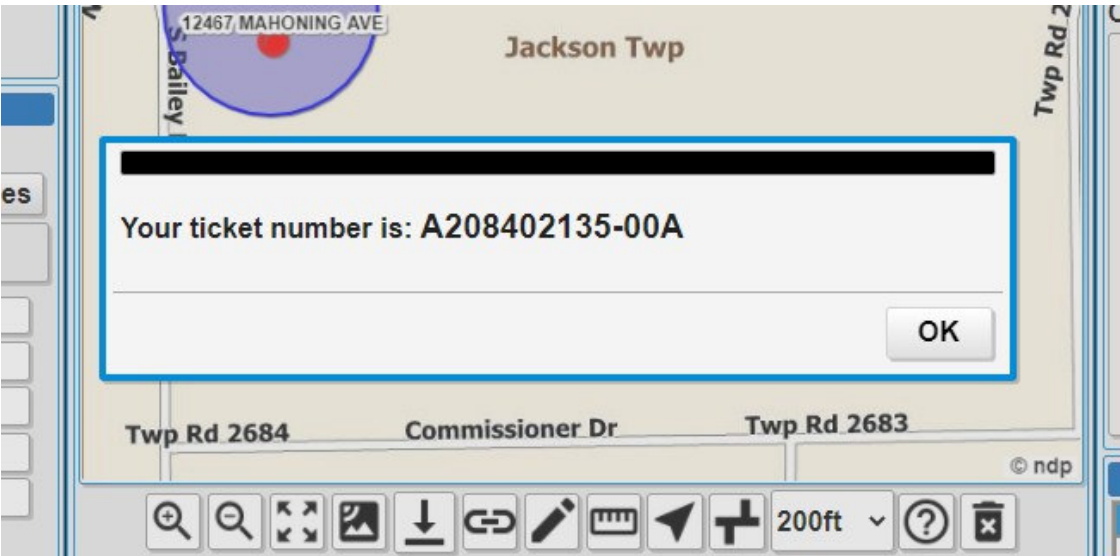 12467 MAHONING AVE
Jackson Twp
S Bailey
Twp Rd 2
es
Your ticket number is: A208402135-00A
OK
Twp Rd 2684
Commissioner Dr
Twp Rd 2683
© ndp
200ft